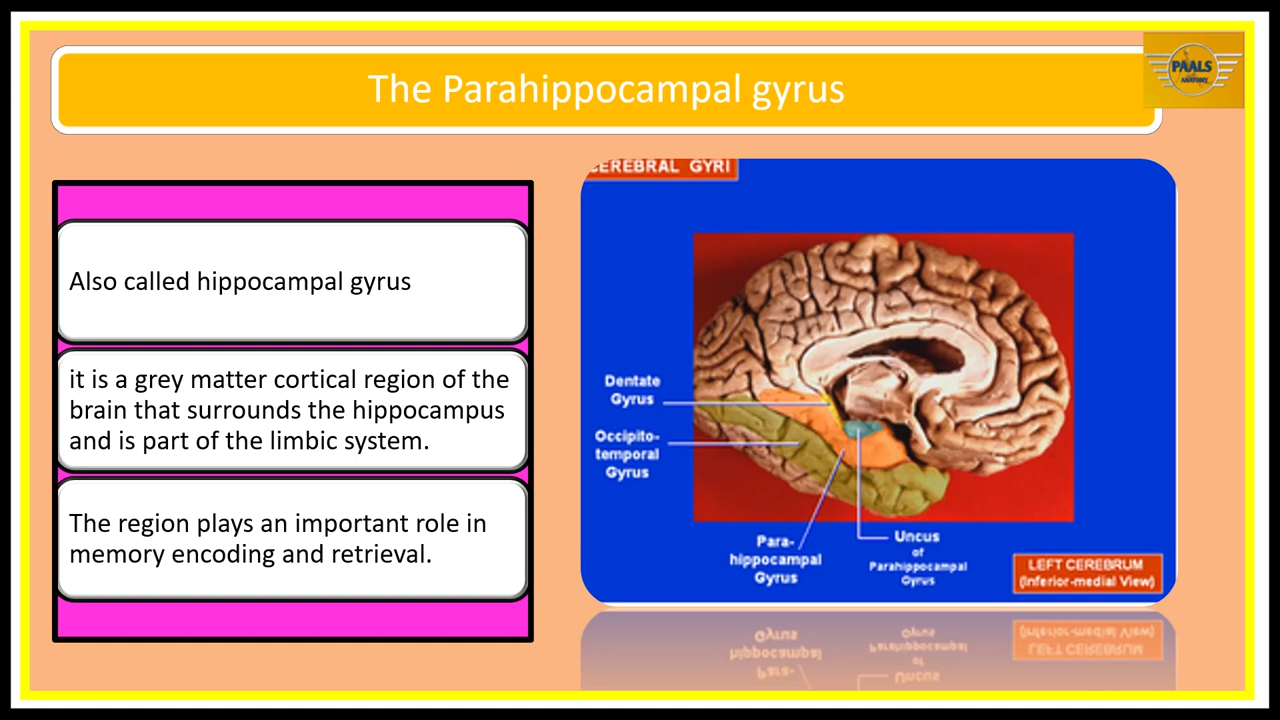 The Parahippocampal gyrus
PAALS
ANATOMY
Also called hippocampal gyrus
it is a grey matter cortical region of the
brain that surrounds the hippocampus
and is part of the limbic system.
The region plays an important role in
memory encoding and retrieval.
CEREBRAL GYRI
Dentate
Gyrus
Occipito-
temporal
Gyrus
Para-
hippocampal
Gyrus
Uncus
of
Parahippocampal
Gyrus
LEFT CEREBRUM
(Inferior-medial View)